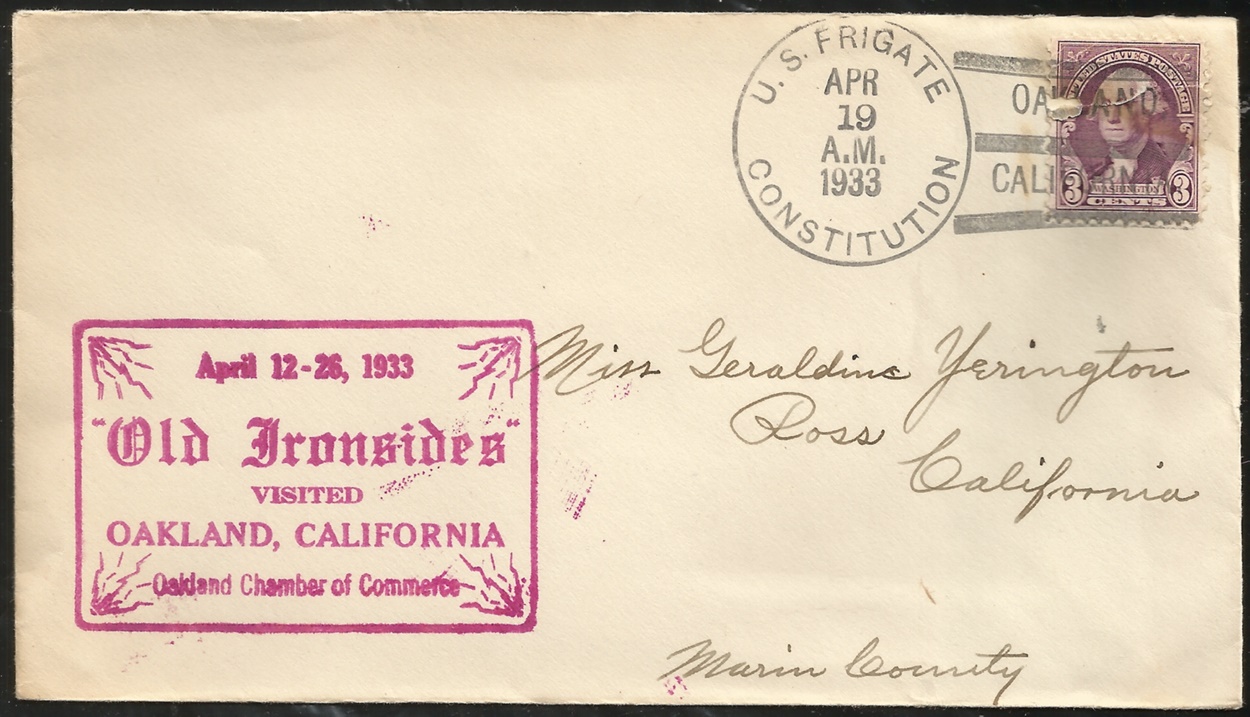 U.S. FRIGATE
APR
19
A.M.
1933
CONSTITUTION
OAKLAND
CALIFORNIA
UNITED STATES POSTAGE
3 WASHINGTON 3
CENTS
April 12-26, 1933
"Old Ironsides"
VISITED
OAKLAND, CALIFORNIA
Oakland Chamber of Commerce
Miss Geraldine Yerington
Ross
California
Marin County